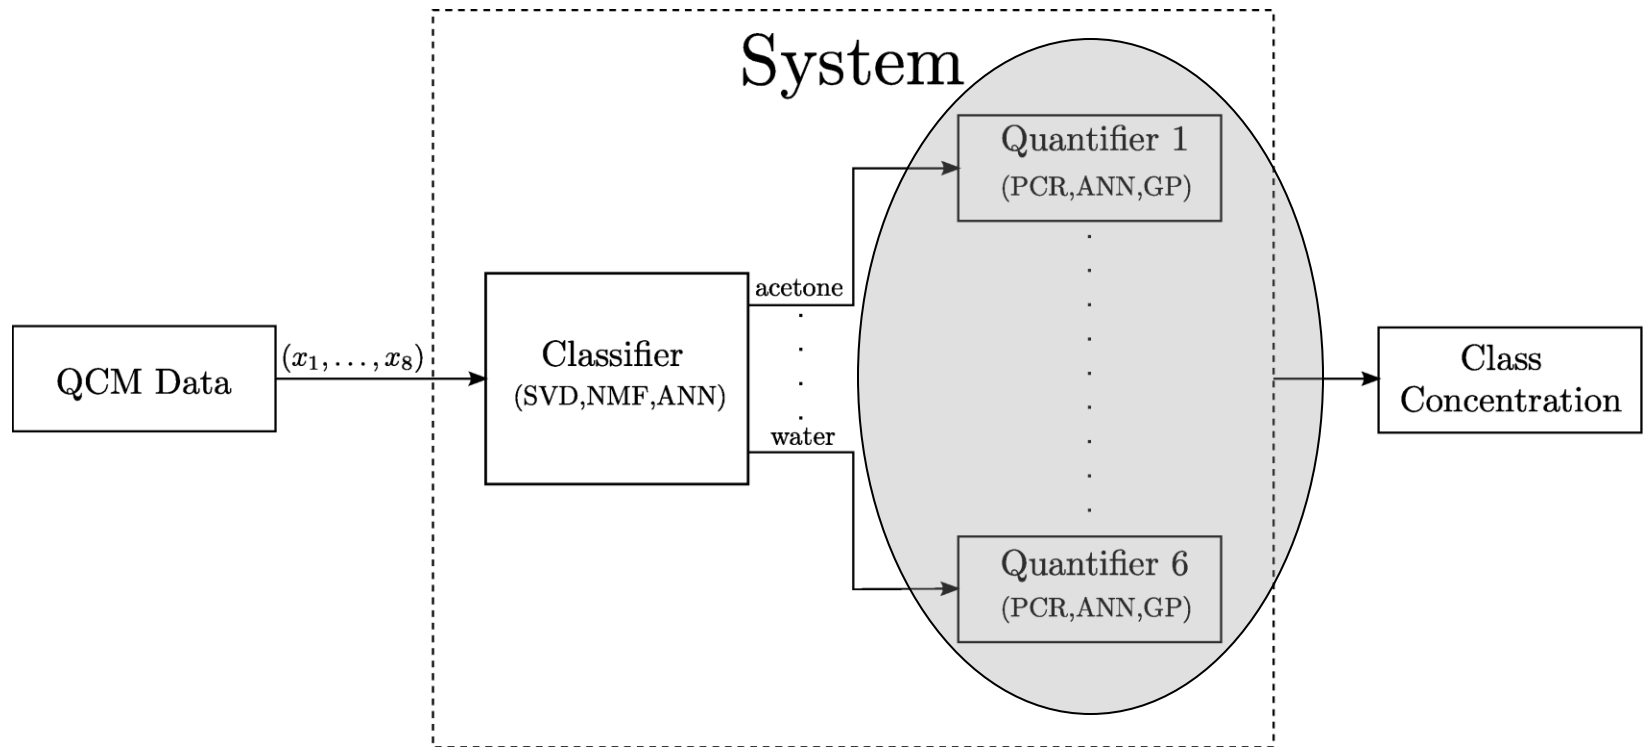 System
QCM Data
(x₁, . . . , x₈)
Classifier
(SVD,NMF,ANN)
acetone
water
Quantifier 1
(PCR,ANN,GP)
Quantifier 6
(PCR,ANN,GP)
Class
Concentration